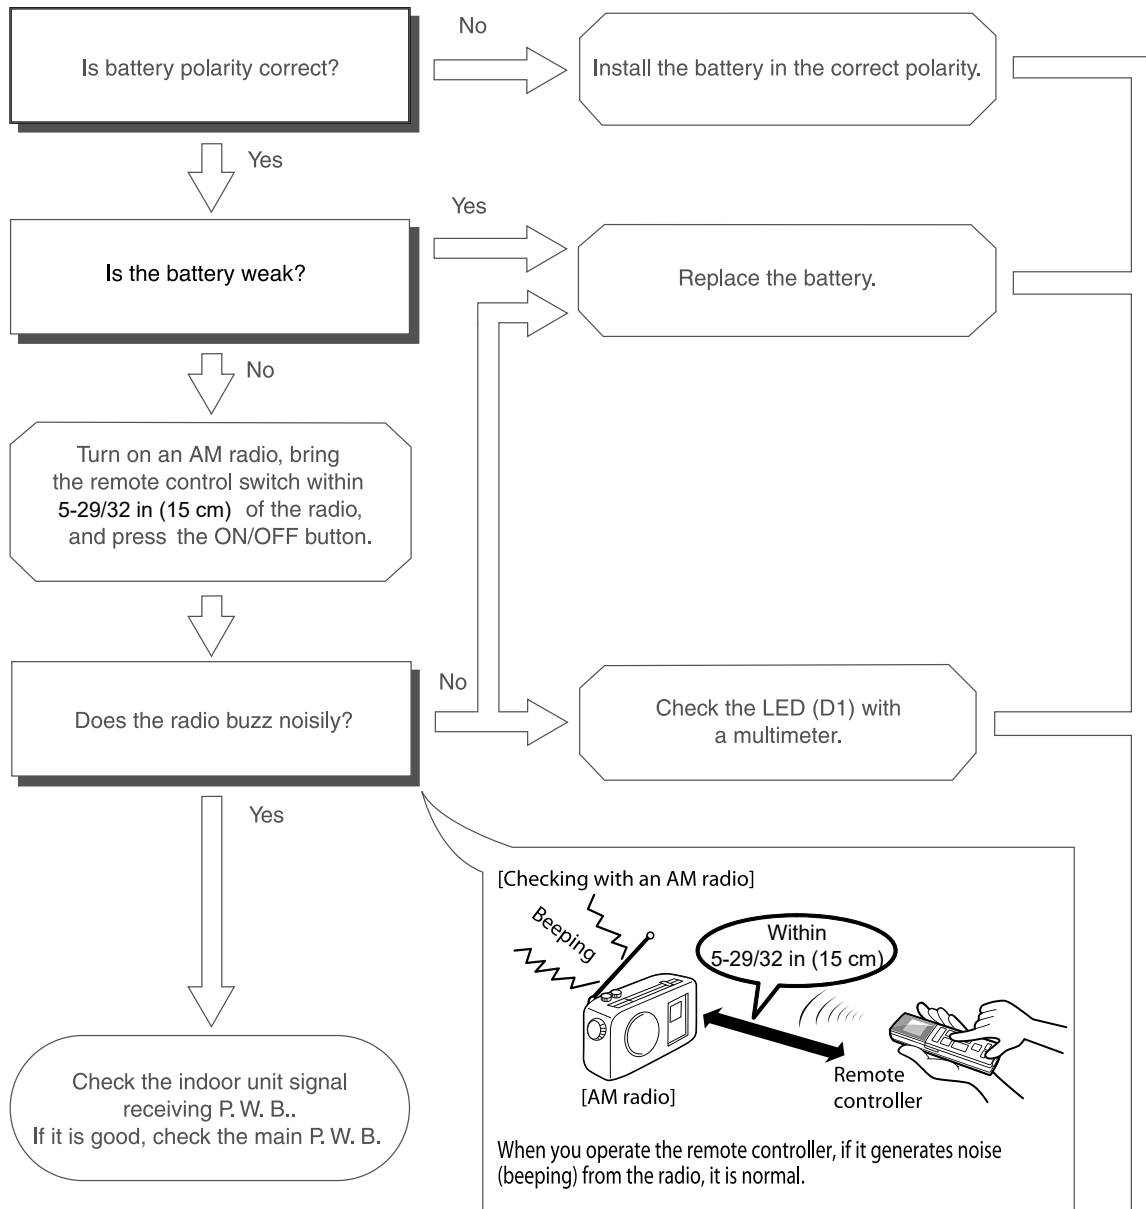 Is battery polarity correct?
No
Install the battery in the correct polarity.
Yes
Is the battery weak?
Yes
Replace the battery.
No
Turn on an AM radio, bring
the remote control switch within
5-29/32 in (15 cm) of the radio,
and press the ON/OFF button.
Does the radio buzz noisily?
No
Check the LED (D1) with
a multimeter.
Yes
[Checking with an AM radio]
Beeping
Within
5-29/32 in (15 cm)
[AM radio]
Remote
controller
When you operate the remote controller, if it generates noise
(beeping) from the radio, it is normal.
Check the indoor unit signal
receiving P. W. B..
If it is good, check the main P. W. B.